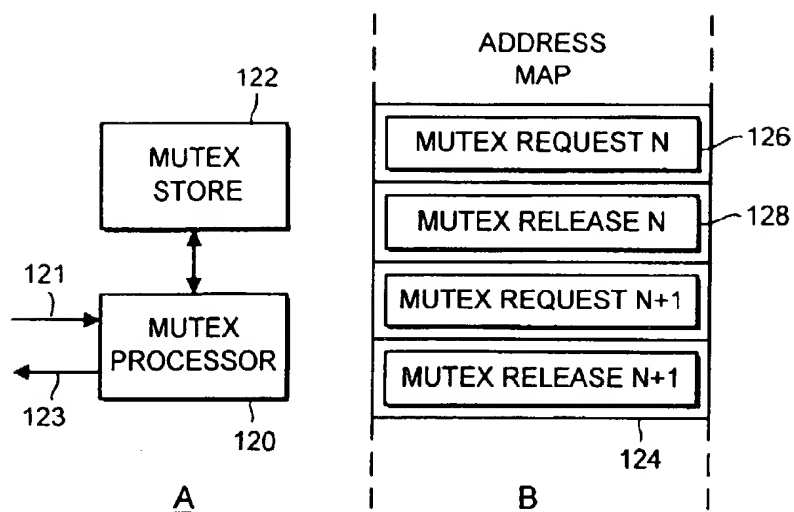 122
MUTEX
STORE
121
MUTEX
PROCESSOR
123
120
A
ADDRESS
MAP
MUTEX REQUEST N
126
MUTEX RELEASE N
128
MUTEX REQUEST N+1
MUTEX RELEASE N+1
124
B